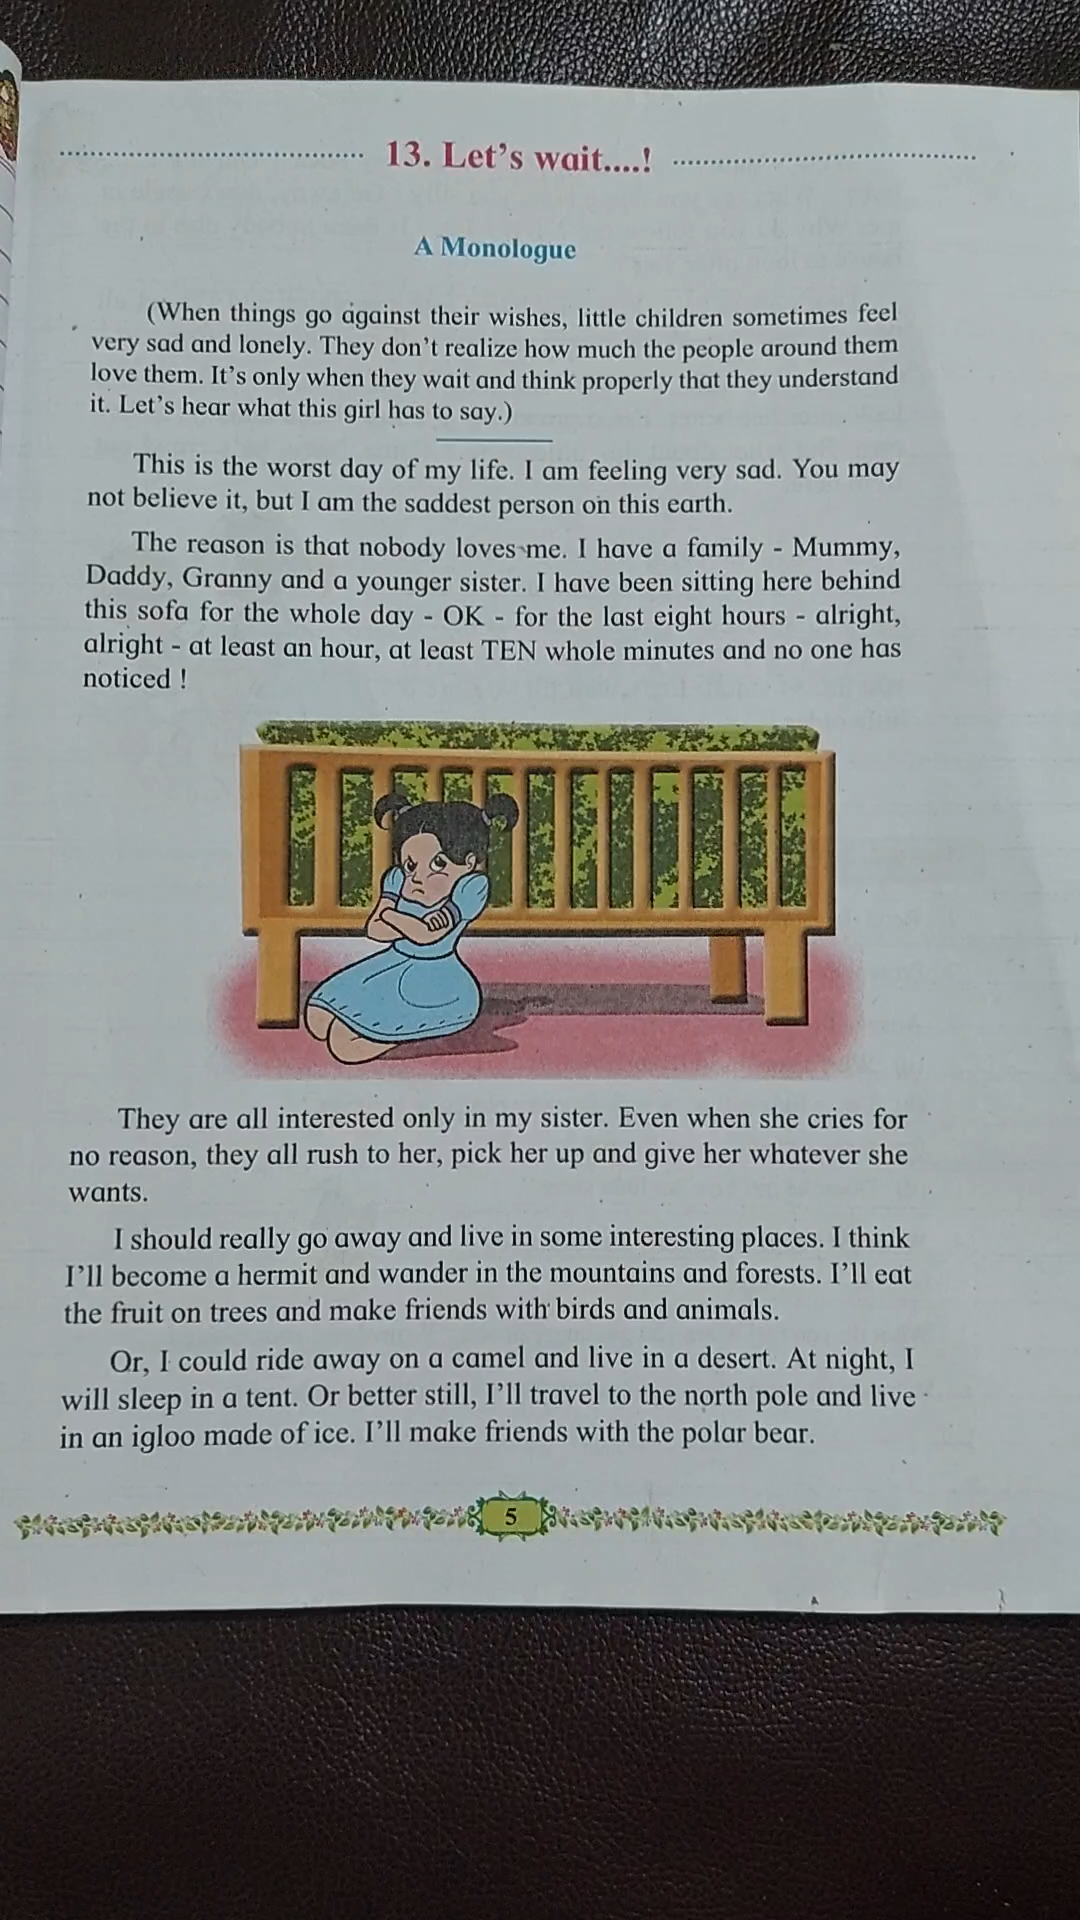 13. Let's wait....!
A Monologue
(When things go against their wishes, little children sometimes feel
very sad and lonely. They don't realize how much the people around them
love them. It's only when they wait and think properly that they understand
it. Let's hear what this girl has to say.)
This is the worst day of my life. I am feeling very sad. You may
not believe it, but I am the saddest person on this earth.
The reason is that nobody loves me. I have a family - Mummy,
Daddy, Granny and a younger sister. I have been sitting here behind
this sofa for the whole day - OK - for the last eight hours - alright,
alright - at least an hour, at least TEN whole minutes and no one has
noticed !
They are all interested only in my sister. Even when she cries for
no reason, they all rush to her, pick her up and give her whatever she
wants.
I should really go away and live in some interesting places. I think
I'll become a hermit and wander in the mountains and forests. I'll eat
the fruit on trees and make friends with birds and animals.
Or, I could ride away on a camel and live in a desert. At night, I
will sleep in a tent. Or better still, I'll travel to the north pole and live
in an igloo made of ice. I'll make friends with the polar bear.
5